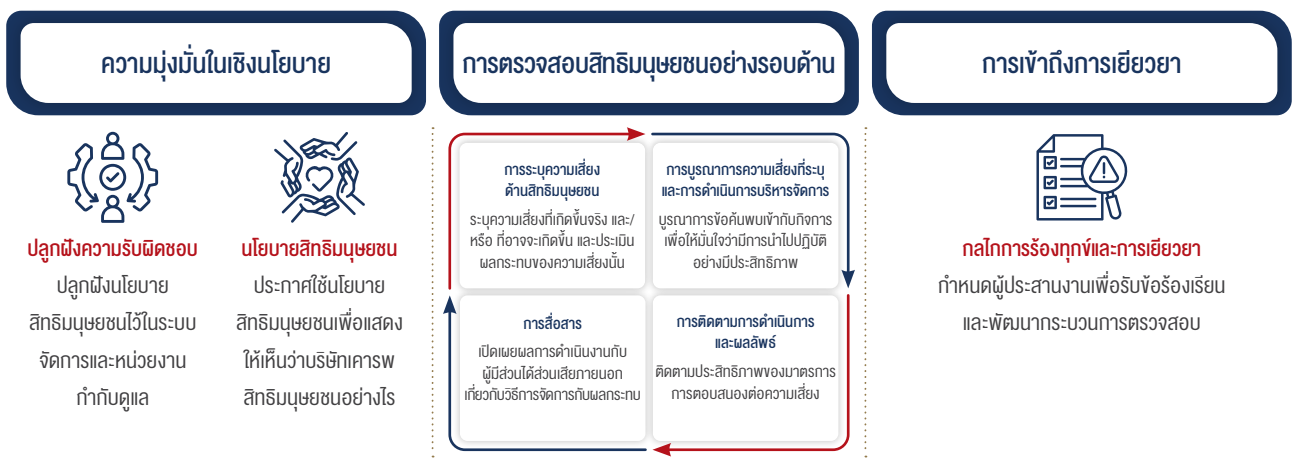 ความมุ่งมั่นในเชิงนโยบาย
การตรวจสอบสิทธิมนุษยชนอย่างรอบด้าน
การเข้าถึงการเยียวยา
ปลูกฝังความรับผิดชอบ
ปลูกฝังนโยบาย
สิทธิมนุษยชนไว้ในระบบ
จัดการและหน่วยงาน
กำกับดูแล
นโยบายสิทธิมนุษยชน
ประกาศใช้นโยบาย
สิทธิมนุษยชนเพื่อแสดง
ให้เห็นว่าบริษัทเคารพ
สิทธิมนุษยชนอย่างไร
การระบุความเสี่ยง
ด้านสิทธิมนุษยชน
ระบุความเสี่ยงที่เกิดขึ้นจริง และ/
หรือ ที่อาจจะเกิดขึ้น และประเมิน
ผลกระทบของความเสี่ยงนั้น
การบูรณาการความเสี่ยงที่ระบุ
และการดำเนินการบริหารจัดการ
บูรณาการข้อค้นพบเข้ากับกิจการ
เพื่อให้มั่นใจว่ามีการนำไปปฏิบัติ
อย่างมีประสิทธิภาพ
การสื่อสาร
เปิดเผยผลการดำเนินงานกับ
ผู้มีส่วนได้ส่วนเสียภายนอก
เกี่ยวกับวิธีการจัดการกับผลกระทบ
การติดตามการดำเนินการ
และผลลัพธ์
ติดตามประสิทธิภาพของมาตรการ
การตอบสนองต่อความเสี่ยง
กลไกการร้องทุกข์และการเยียวยา
กำหนดผู้ประสานงานเพื่อรับข้อร้องเรียน
และพัฒนากระบวนการตรวจสอบ